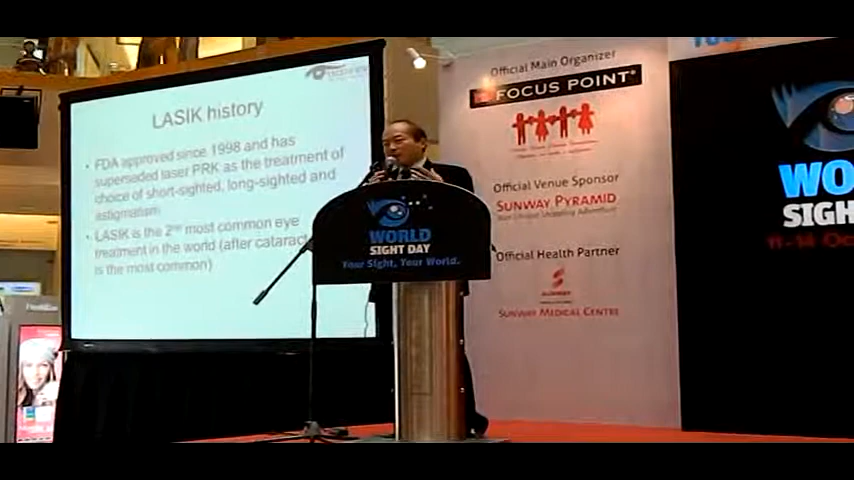 LASIK history
• FDA approved since 1998 and has
superseded laser PRK as the treatment of
choice of short-sighted, long-sighted and
astigmatism.
• LASIK is the 2nd most common eye
treatment in the world (after cataract
is the most common)
WORLD
SIGHT DAY
Your Sight, Your World.
Official Main Organizer
FOCUS POINT
Official Venue Sponsor
SUNWAY PYRAMID
Official Health Partner
SUNWAY MEDICAL CENTRE
WO
SIGH